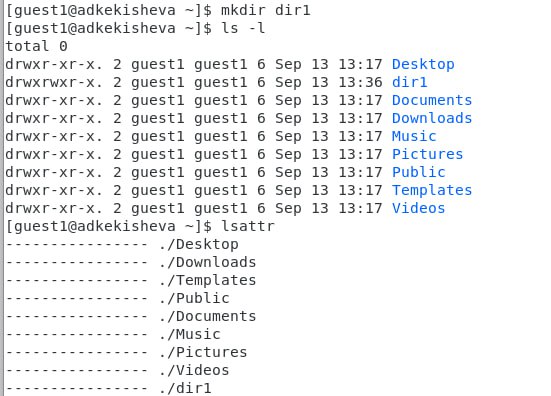 [guest1@adkekisheva ~]$ mkdir dir1
[guest1@adkekisheva ~]$ ls -l
total 0
drwxr-xr-x. 2 guest1 guest1 6 Sep 13 13:17 Desktop
drwxrwxr-x. 2 guest1 guest1 6 Sep 13 13:36 dir1
drwxr-xr-x. 2 guest1 guest1 6 Sep 13 13:17 Documents
drwxr-xr-x. 2 guest1 guest1 6 Sep 13 13:17 Downloads
drwxr-xr-x. 2 guest1 guest1 6 Sep 13 13:17 Music
drwxr-xr-x. 2 guest1 guest1 6 Sep 13 13:17 Pictures
drwxr-xr-x. 2 guest1 guest1 6 Sep 13 13:17 Public
drwxr-xr-x. 2 guest1 guest1 6 Sep 13 13:17 Templates
drwxr-xr-x. 2 guest1 guest1 6 Sep 13 13:17 Videos
[guest1@adkekisheva ~]$ lsattr
---------------- ./Desktop
---------------- ./Downloads
---------------- ./Templates
---------------- ./Public
---------------- ./Documents
---------------- ./Music
---------------- ./Pictures
---------------- ./Videos
---------------- ./dir1